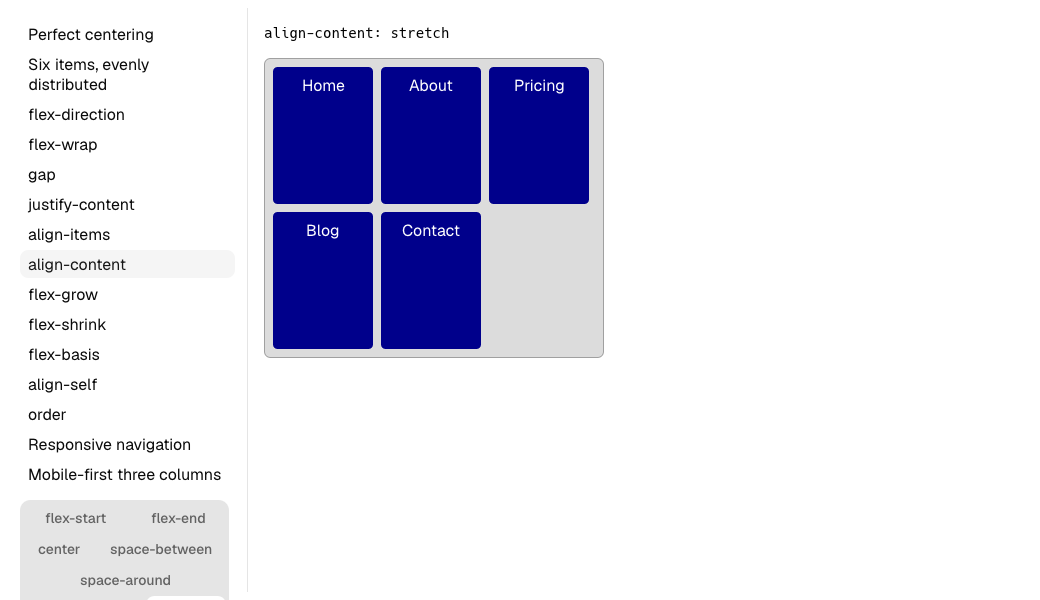 Perfect centering
Six items, evenly
distributed
flex-direction
flex-wrap
gap
justify-content
align-items
align-content
flex-grow
flex-shrink
flex-basis
align-self
order
Responsive navigation
Mobile-first three columns
flex-start flex-end
center space-between
space-around
align-content: stretch
Home About Pricing
Blog Contact